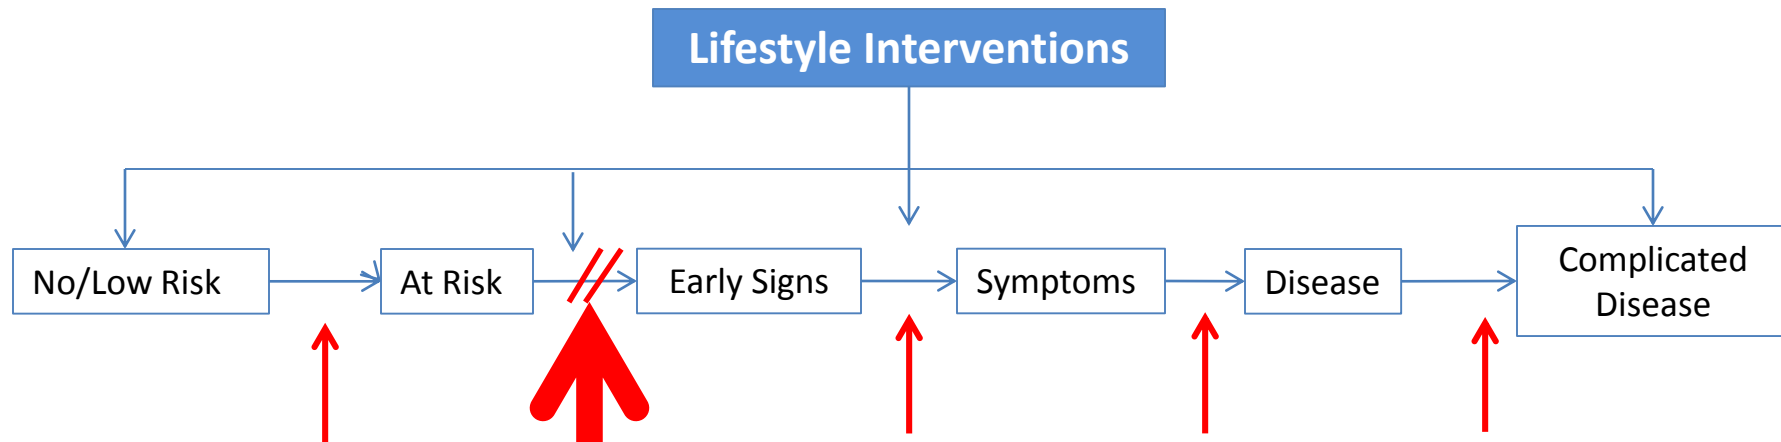 Lifestyle Interventions
No/Low Risk
At Risk
Early Signs
Symptoms
Disease
Complicated
Disease